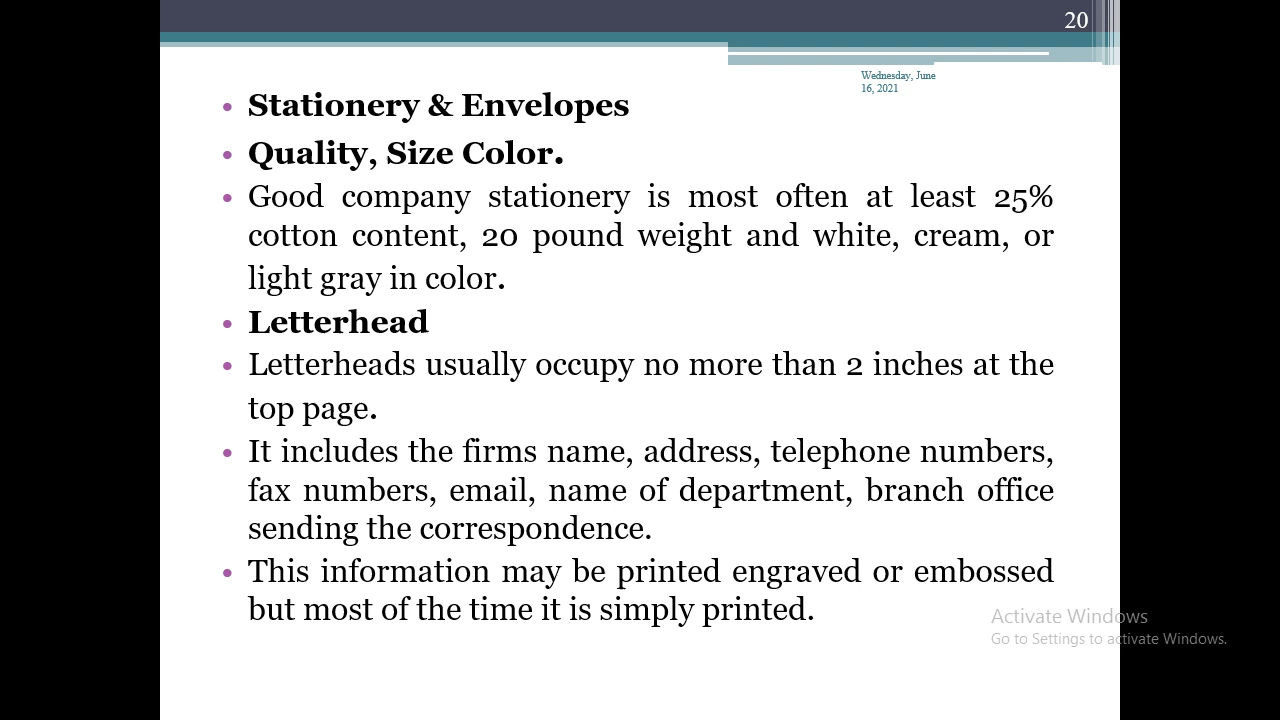 20
Wednesday, June
16, 2021
• Stationery & Envelopes
• Quality, Size Color.
• Good company stationery is most often at least 25%
cotton content, 20 pound weight and white, cream, or
light gray in color.
• Letterhead
• Letterheads usually occupy no more than 2 inches at the
top page.
• It includes the firms name, address, telephone numbers,
fax numbers, email, name of department, branch office
sending the correspondence.
• This information may be printed engraved or embossed
but most of the time it is simply printed.
Activate Windows
Go to Settings to activate Windows.